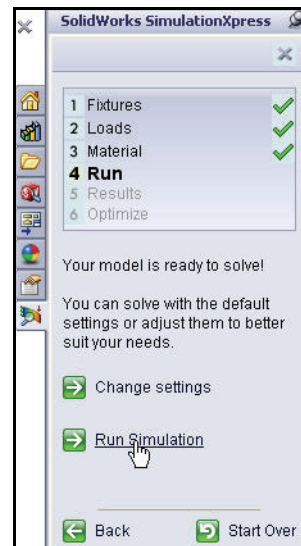 SolidWorks SimulationXpress
1 Fixtures
2 Loads
3 Material
4 Run
5 Results
6 Optimize
Your model is ready to solve!
You can solve with the default
settings or adjust them to better
suit your needs.
Change settings
Run Simulation
Back Start Over